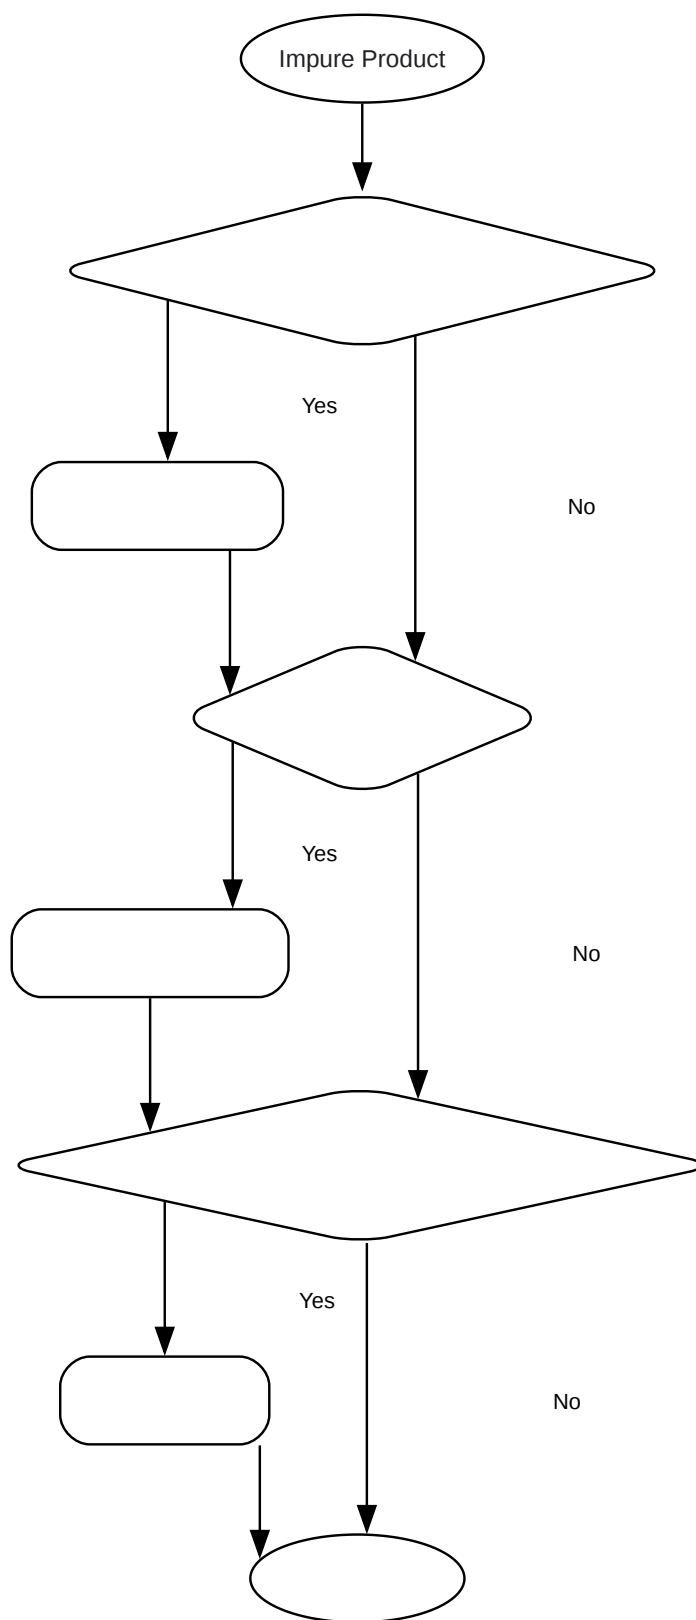 Impure Product
Yes
No
Yes
No
Yes
No